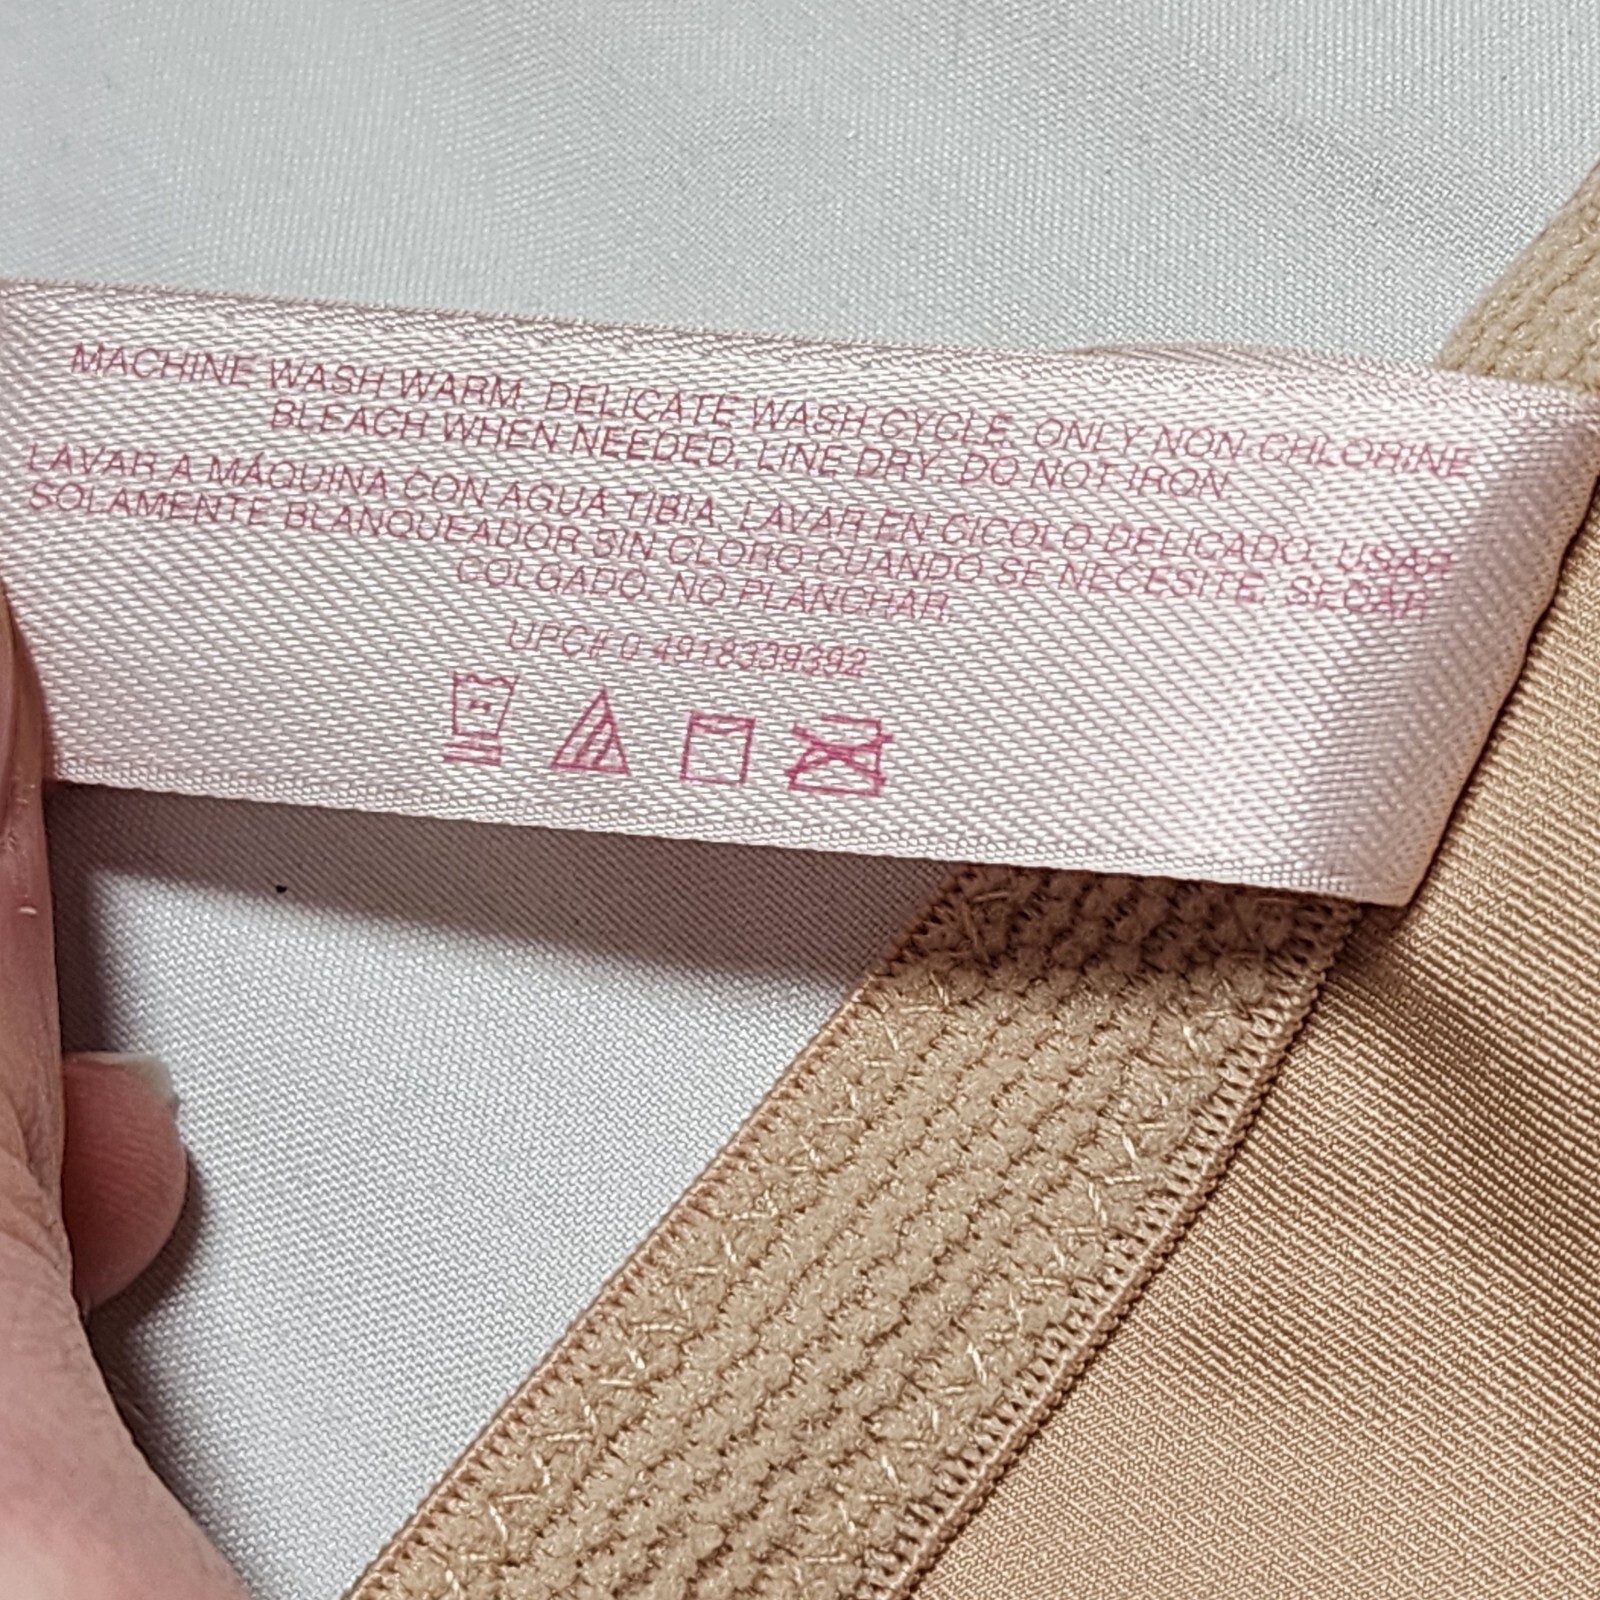 MACHINE WASH WARM. DELICATE WASH CYCLE. ONLY NON-CHLORINE
BLEACH WHEN NEEDED. LINE DRY. DO NOT IRON
LAVAR A MÁQUINA CON AGUA TIBIA. LAVAR EN CICOLO DELICADO. USAR
SOLAMENTE BLANQUEADOR SIN CLORO CUANDO SE NECESITE. SECAR
COLGADO. NO PLANCHAR.
UPC# 0 4918339392